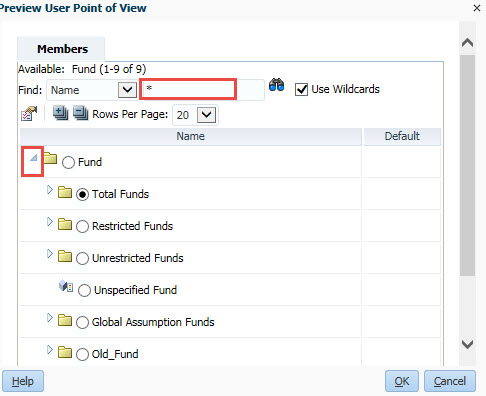 Preview User Point of View
Members
Available: Fund (1-9 of 9)
Find: Name * Use Wildcards
Rows Per Page: 20
Name Default
Fund
Total Funds
Restricted Funds
Unrestricted Funds
Unspecified Fund
Global Assumption Funds
Old_Fund
Help OK Cancel